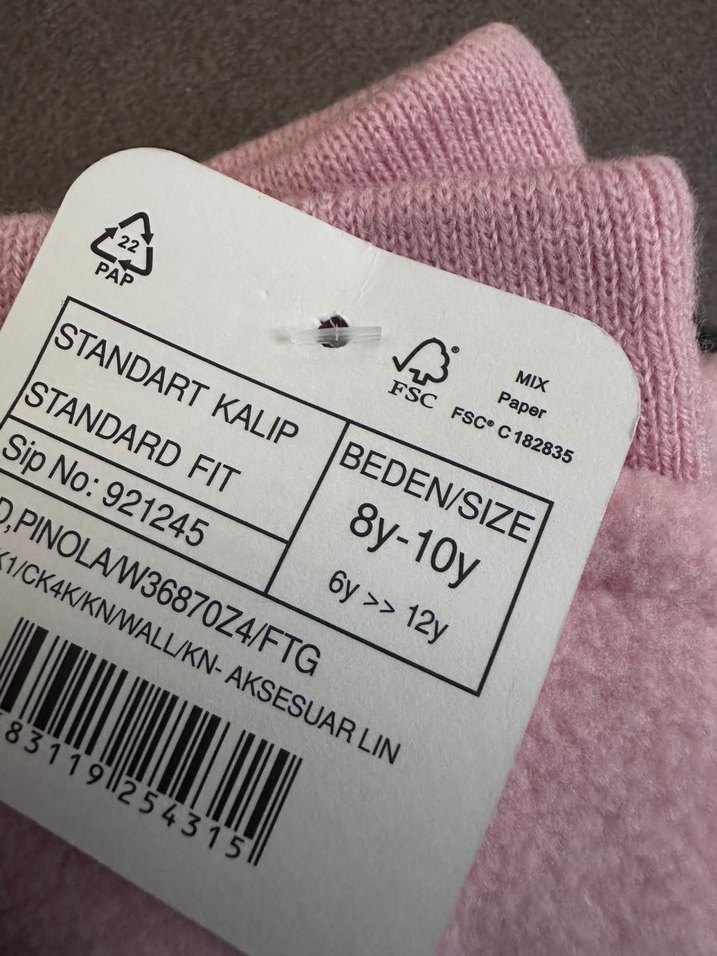 22
PAP
FSC®
MIX
Paper
FSC® C182835
STANDART KALIP
STANDARD FIT
Sip No: 921245
BEDEN/SIZE
8y-10y
6y >> 12y
D,PINOLA/W36870Z4/FTG
K1/CK4K/KN/WALL/KN- AKSESUAR LIN
83119254315